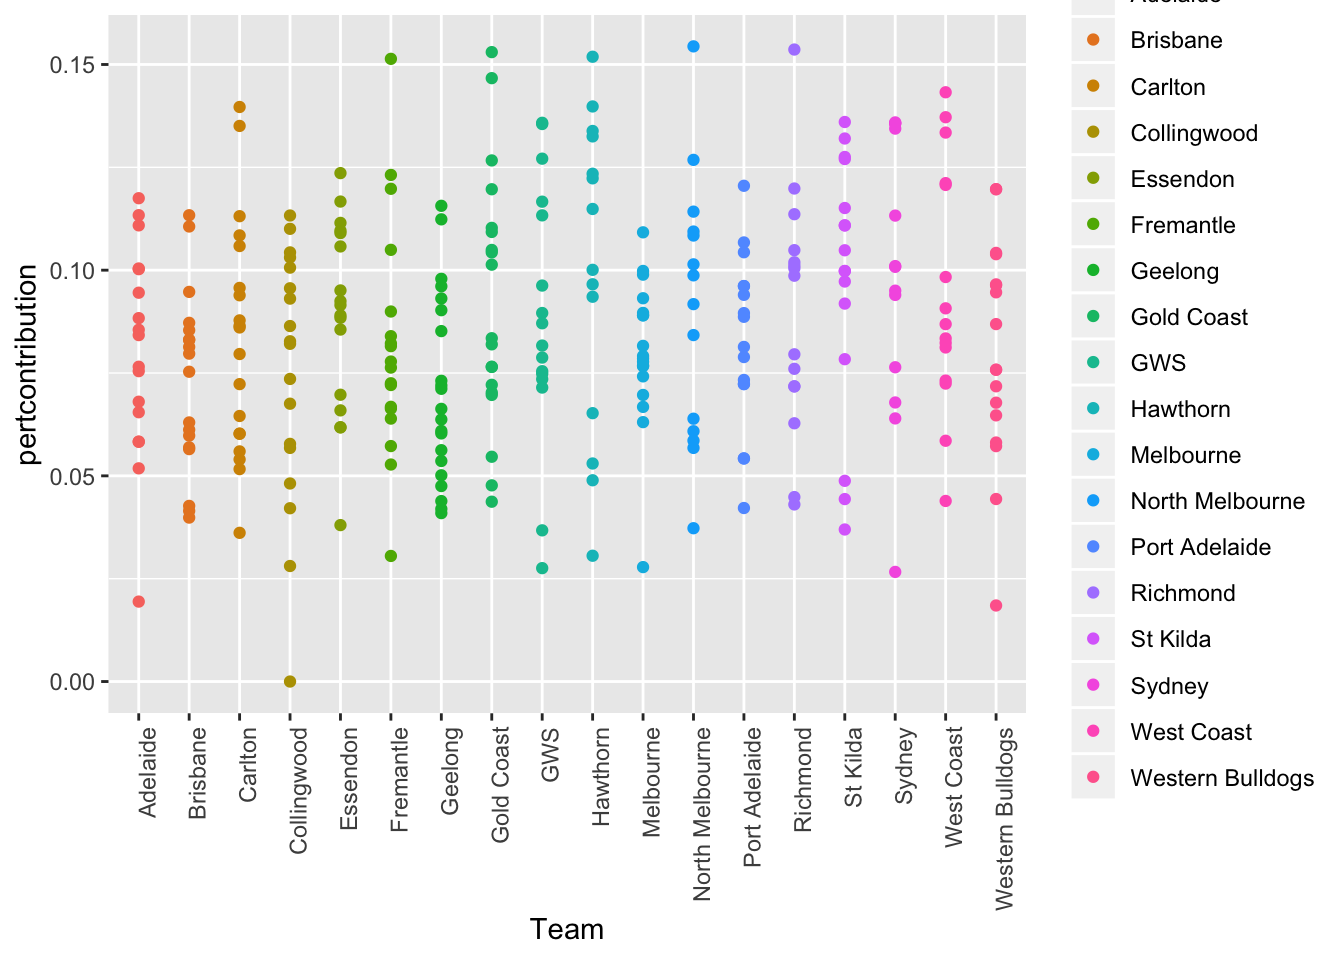 pertcontribution
0.15
0.10
0.05
0.00
Adelaide
Brisbane
Carlton
Collingwood
Essendon
Fremantle
Geelong
Gold Coast
GWS
Hawthorn
Melbourne
North Melbourne
Port Adelaide
Richmond
St Kilda
Sydney
West Coast
Western Bulldogs
Team
Adelaide
Brisbane
Carlton
Collingwood
Essendon
Fremantle
Geelong
Gold Coast
GWS
Hawthorn
Melbourne
North Melbourne
Port Adelaide
Richmond
St Kilda
Sydney
West Coast
Western Bulldogs